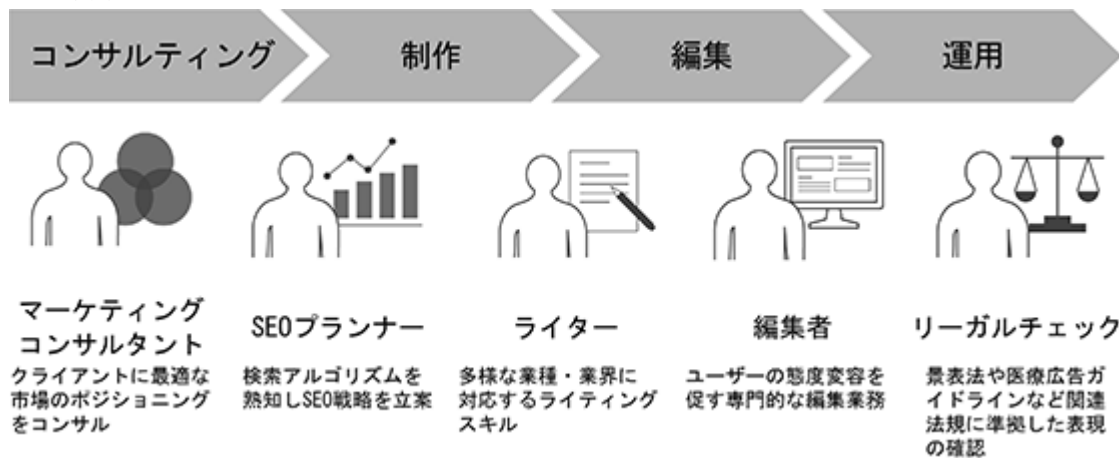 コンサルティング
制作
編集
運用
マーケティング
コンサルタント
クライアントに最適な
市場のポジショニング
をコンサル
SEOプランナー
検索アルゴリズムを
熟知しSEO戦略を立案
ライター
多様な業種・業界に
対応するライティング
スキル
編集者
ユーザーの態度変容を
促す専門的な編集業務
リーガルチェック
景表法や医療広告ガ
イドラインなど関連
法規に準拠した表現
の確認